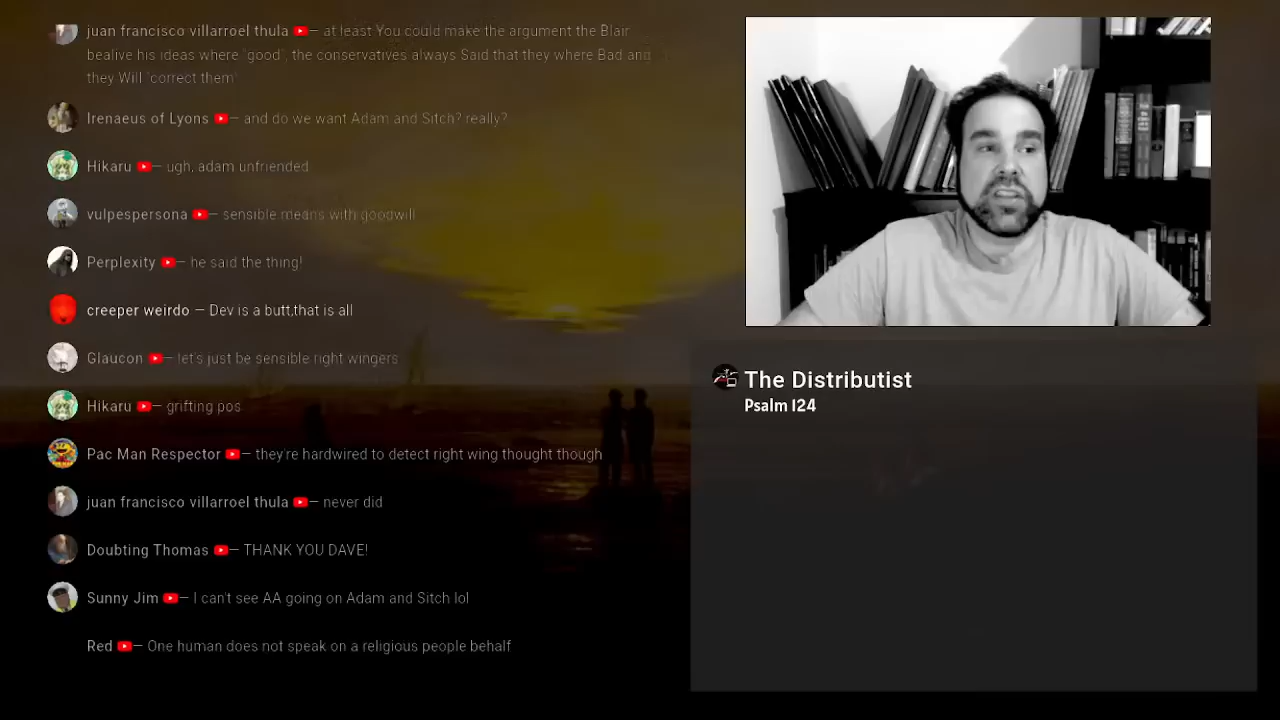 juan francisco villarroel thula — at least You could make the argument the Blair
bealive his ideas where ¨good¨, the conservatives always Said that they where Bad and
they Will ¨correct them¨
Irenaeus of Lyons — and do we want Adam and Sitch? really?
Hikaru — ugh, adam unfriended
vulpespersona — sensible means with goodwill
Perplexity — he said the thing!
creeper weirdo — Dev is a butt,that is all
Glaucon — let's just be sensible right wingers
Hikaru — grifting pos
Pac Man Respector — they're hardwired to detect right wing thought though
juan francisco villarroel thula — never did
Doubting Thomas — THANK YOU DAVE!
Sunny Jim — I can't see AA going on Adam and Sitch lol
Red — One human does not speak on a religious people behalf
The Distributist
Psalm 124